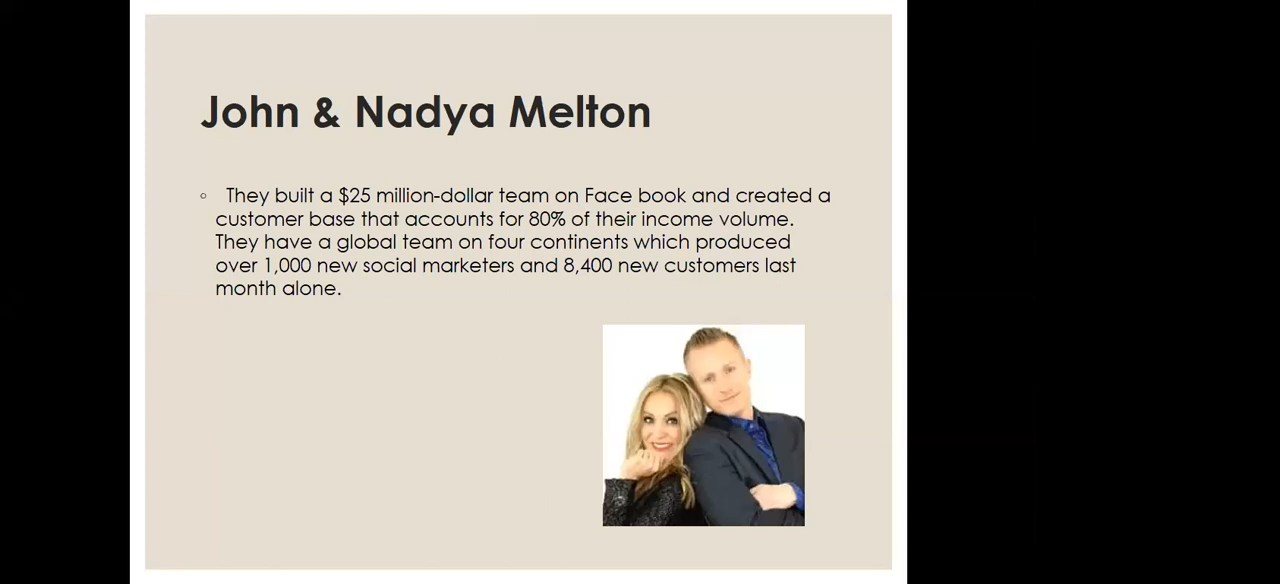 John & Nadya Melton
◦ They built a $25 million-dollar team on Face book and created a
customer base that accounts for 80% of their income volume.
They have a global team on four continents which produced
over 1,000 new social marketers and 8,400 new customers last
month alone.